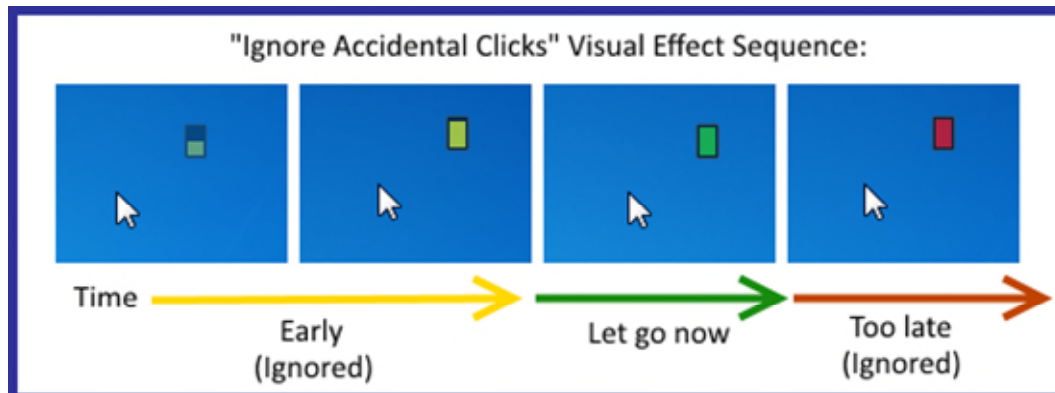 "Ignore Accidental Clicks" Visual Effect Sequence:
Time
Early
(Ignored)
Let go now
Too late
(Ignored)